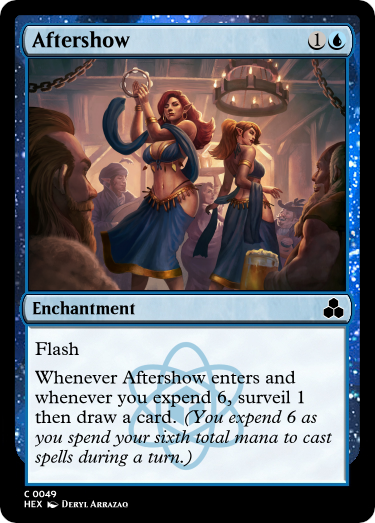 Aftershow
1
Enchantment
Flash
Whenever Aftershow enters and
whenever you expend 6, surveil 1
then draw a card. (You expend 6 as
you spend your sixth total mana to cast
spells during a turn.)
C 0049
HEX Deryl Arrazao